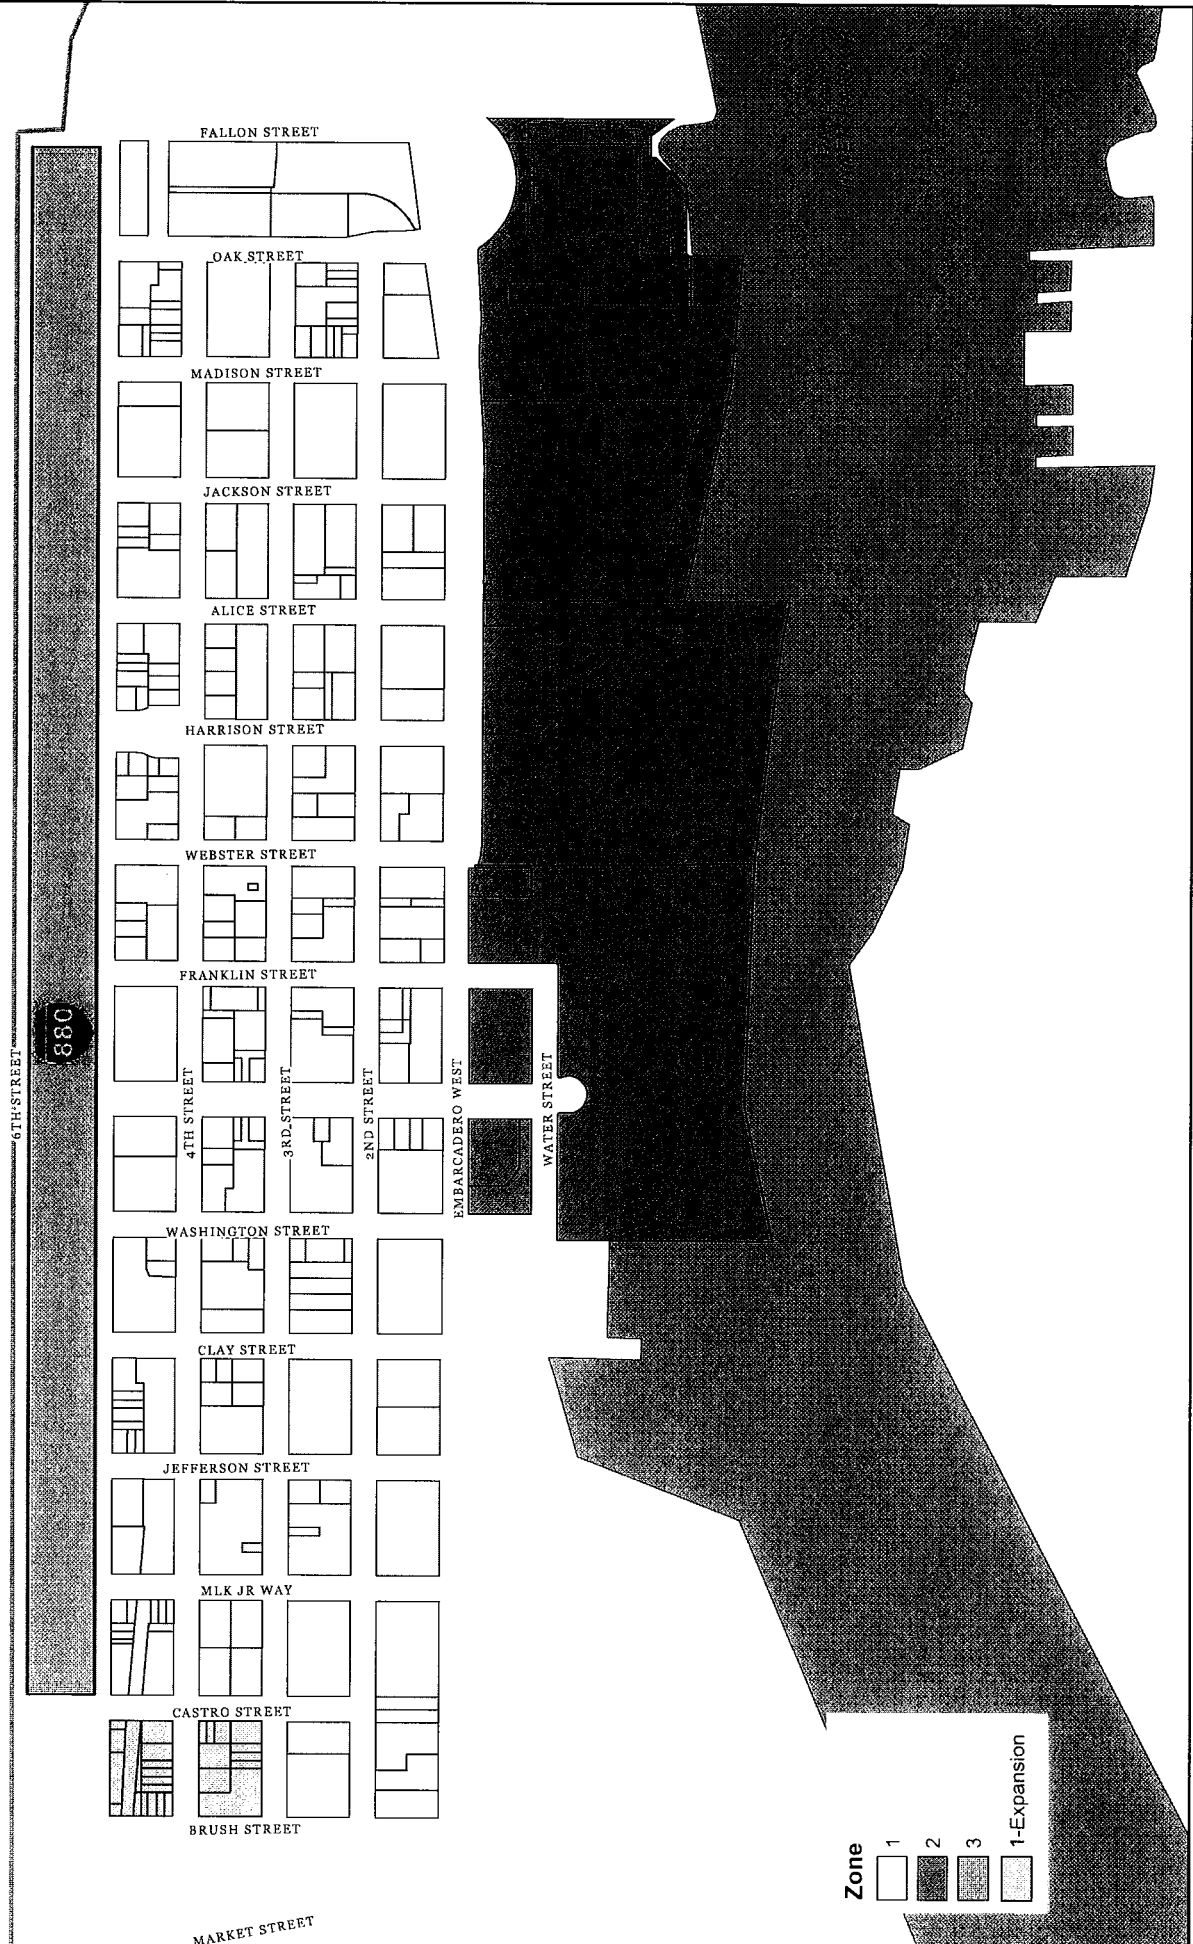 FALLON STREET
OAK STREET
MADISON STREET
JACKSON STREET
ALICE STREET
HARRISON STREET
WEBSTER STREET
FRANKLIN STREET
880
6TH STREET
4TH STREET
3RD STREET
2ND STREET
EMBARCADERO WEST
WATER STREET
WASHINGTON STREET
CLAY STREET
JEFFERSON STREET
MLK JR WAY
CASTRO STREET
BRUSH STREET
MARKET STREET
Zone
1
2
3
1-Expansion